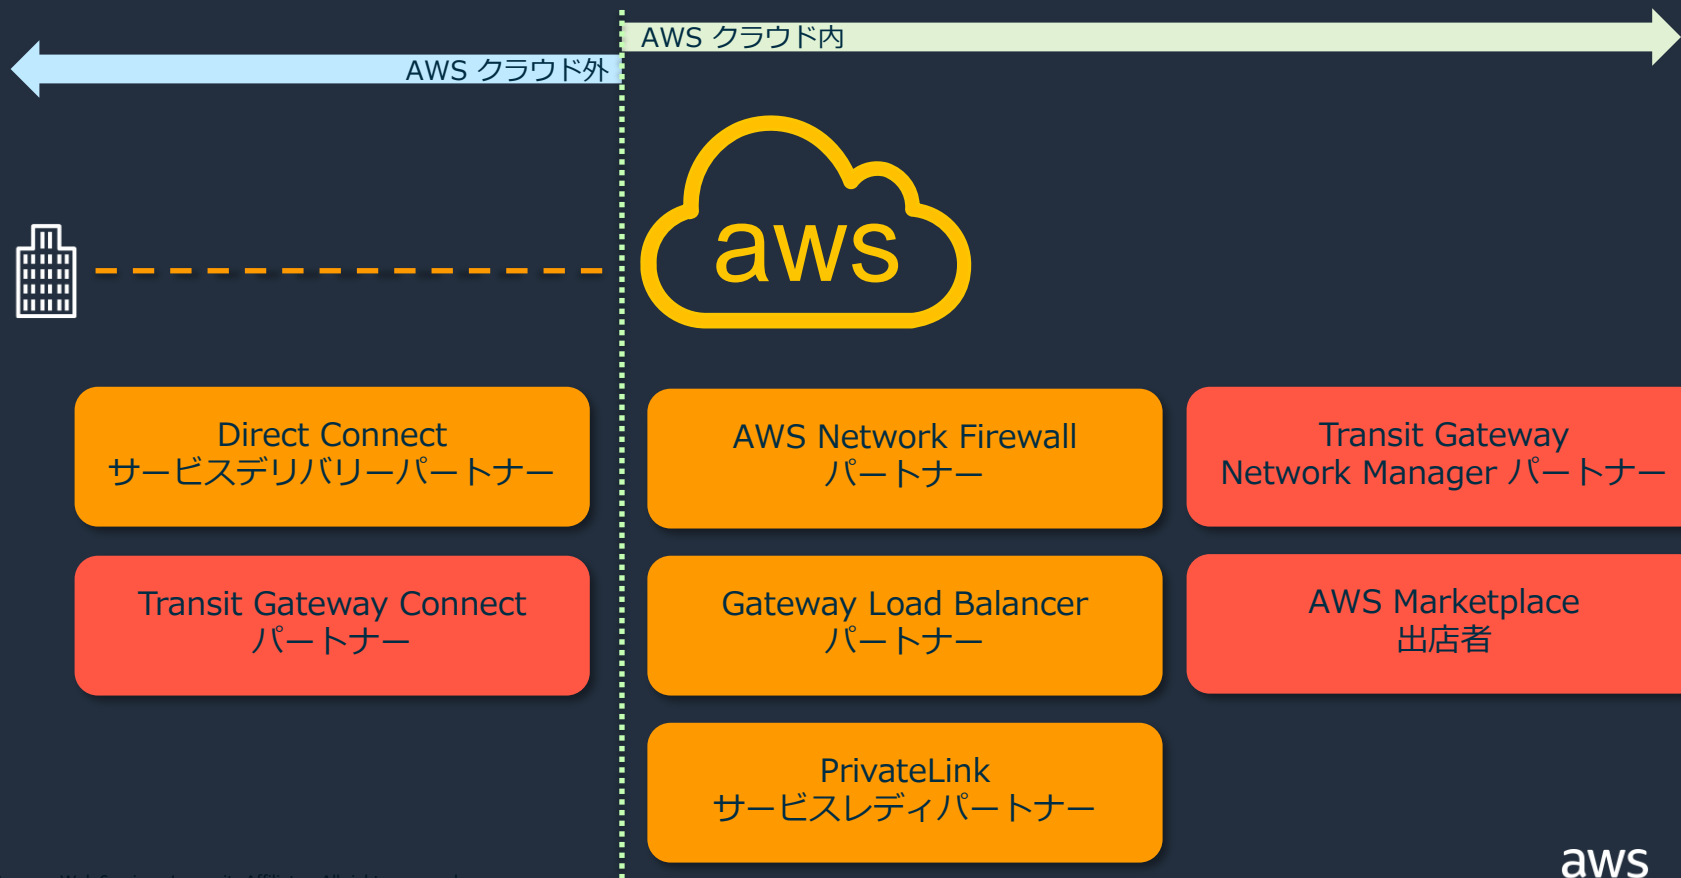 AWS クラウド内
AWS クラウド外
aws
Direct Connect
サービスデリバリーパートナー
AWS Network Firewall
パートナー
Transit Gateway
Network Manager パートナー
Transit Gateway Connect
パートナー
Gateway Load Balancer
パートナー
AWS Marketplace
出店者
PrivateLink
サービスレディパートナー
aws